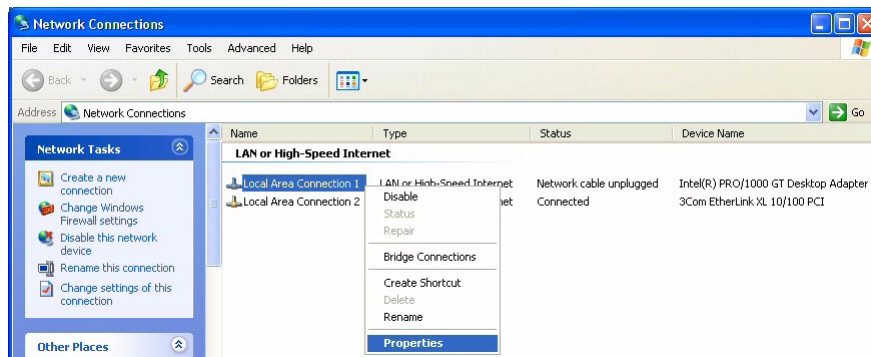 Network Connections
File Edit View Favorites Tools Advanced Help
Back Search Folders
Address Network Connections Go
Network Tasks
Create a new
connection
Change Windows
Firewall settings
Disable this network
device
Rename this connection
Change settings of this
connection
Other Places
Name Type Status Device Name
LAN or High-Speed Internet
Local Area Connection 1 LAN or High-Speed Internet Network cable unplugged Intel(R) PRO/1000 GT Desktop Adapter
Local Area Connection 2 net Connected 3Com EtherLink XL 10/100 PCI
Disable
Status
Repair
Bridge Connections
Create Shortcut
Delete
Rename
Properties